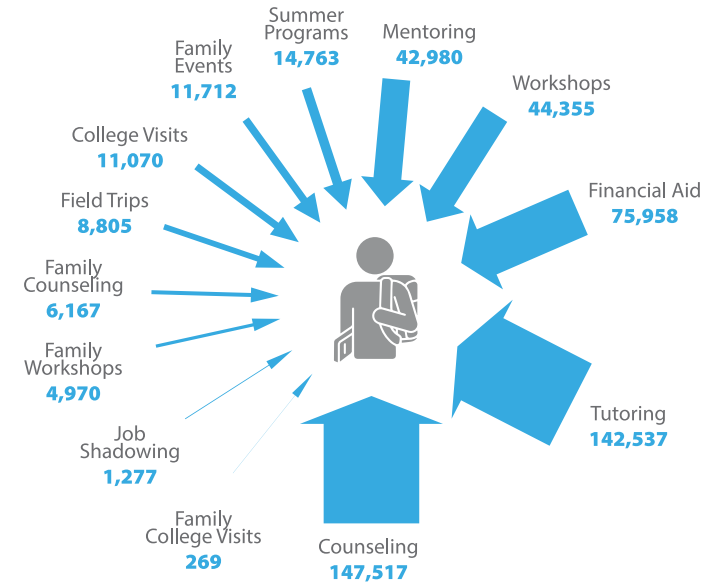 Summer
Programs
14,763
Mentoring
42,980
Family
Events
11,712
Workshops
44,355
College Visits
11,070
Financial Aid
75,958
Field Trips
8,805
Family
Counseling
6,167
Family
Workshops
4,970
Tutoring
142,537
Job
Shadowing
1,277
Family
College Visits
269
Counseling
147,517